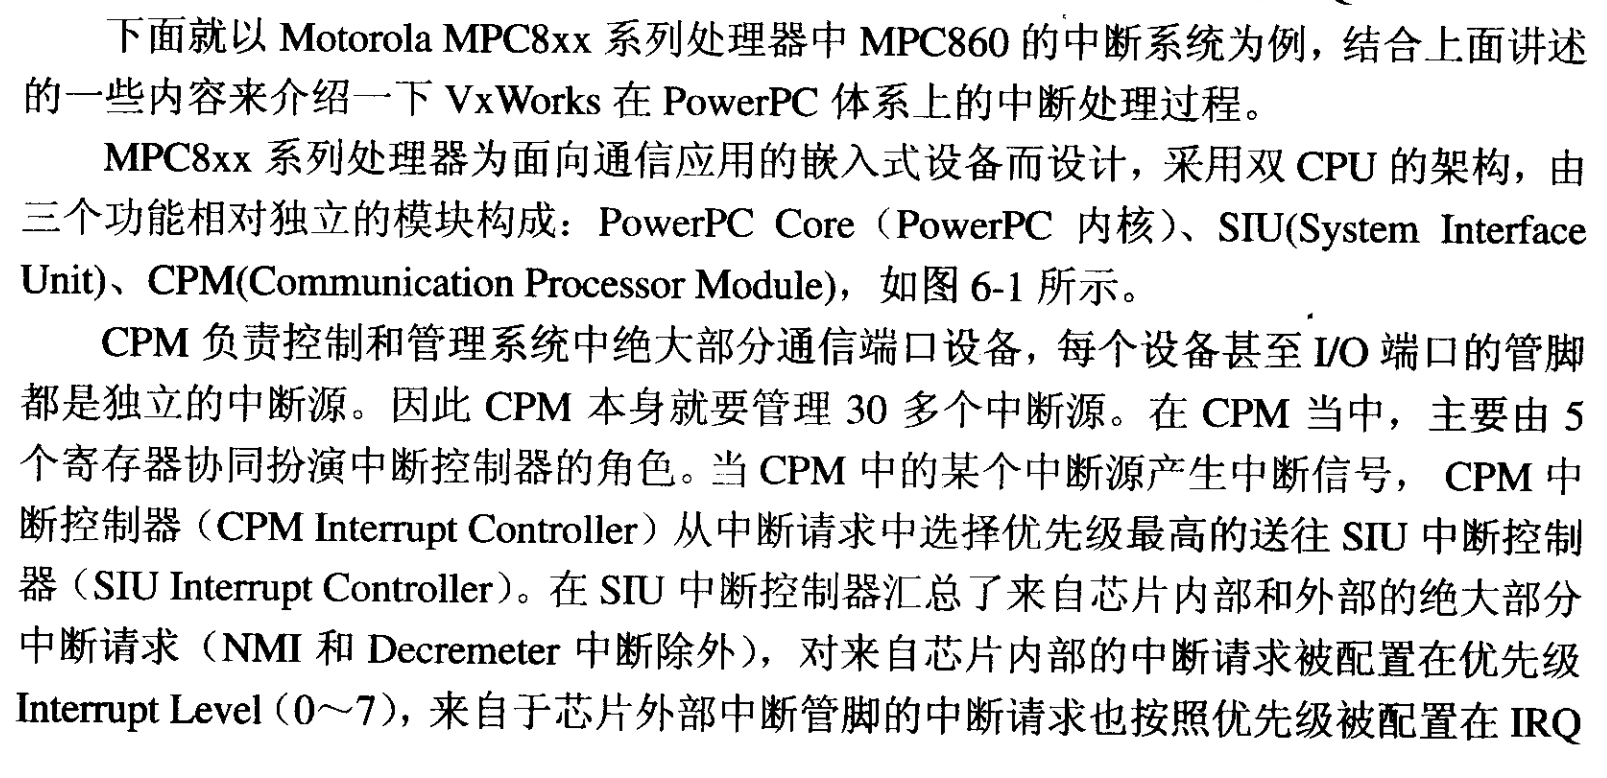 下面就以 Motorola MPC8xx 系列处理器中 MPC860 的中断系统为例，结合上面讲述
的一些内容来介绍一下 VxWorks 在 PowerPC 体系上的中断处理过程。
MPC8xx 系列处理器为面向通信应用的嵌入式设备而设计，采用双 CPU 的架构，由
三个功能相对独立的模块构成：PowerPC Core（PowerPC 内核）、SIU(System Interface
Unit)、CPM(Communication Processor Module)，如图 6-1 所示。
CPM 负责控制和管理系统中绝大部分通信端口设备，每个设备甚至 I/O 端口的管脚
都是独立的中断源。因此 CPM 本身就要管理 30 多个中断源。在 CPM 当中，主要由 5
个寄存器协同扮演中断控制器的角色。当 CPM 中的某个中断源产生中断信号， CPM 中
断控制器（CPM Interrupt Controller）从中断请求中选择优先级最高的送往 SIU 中断控制
器（SIU Interrupt Controller）。在 SIU 中断控制器汇总了来自芯片内部和外部的绝大部分
中断请求（NMI 和 Decremeter 中断除外），对来自芯片内部的中断请求被配置在优先级
Interrupt Level（0～7），来自于芯片外部中断管脚的中断请求也按照优先级被配置在 IRQ